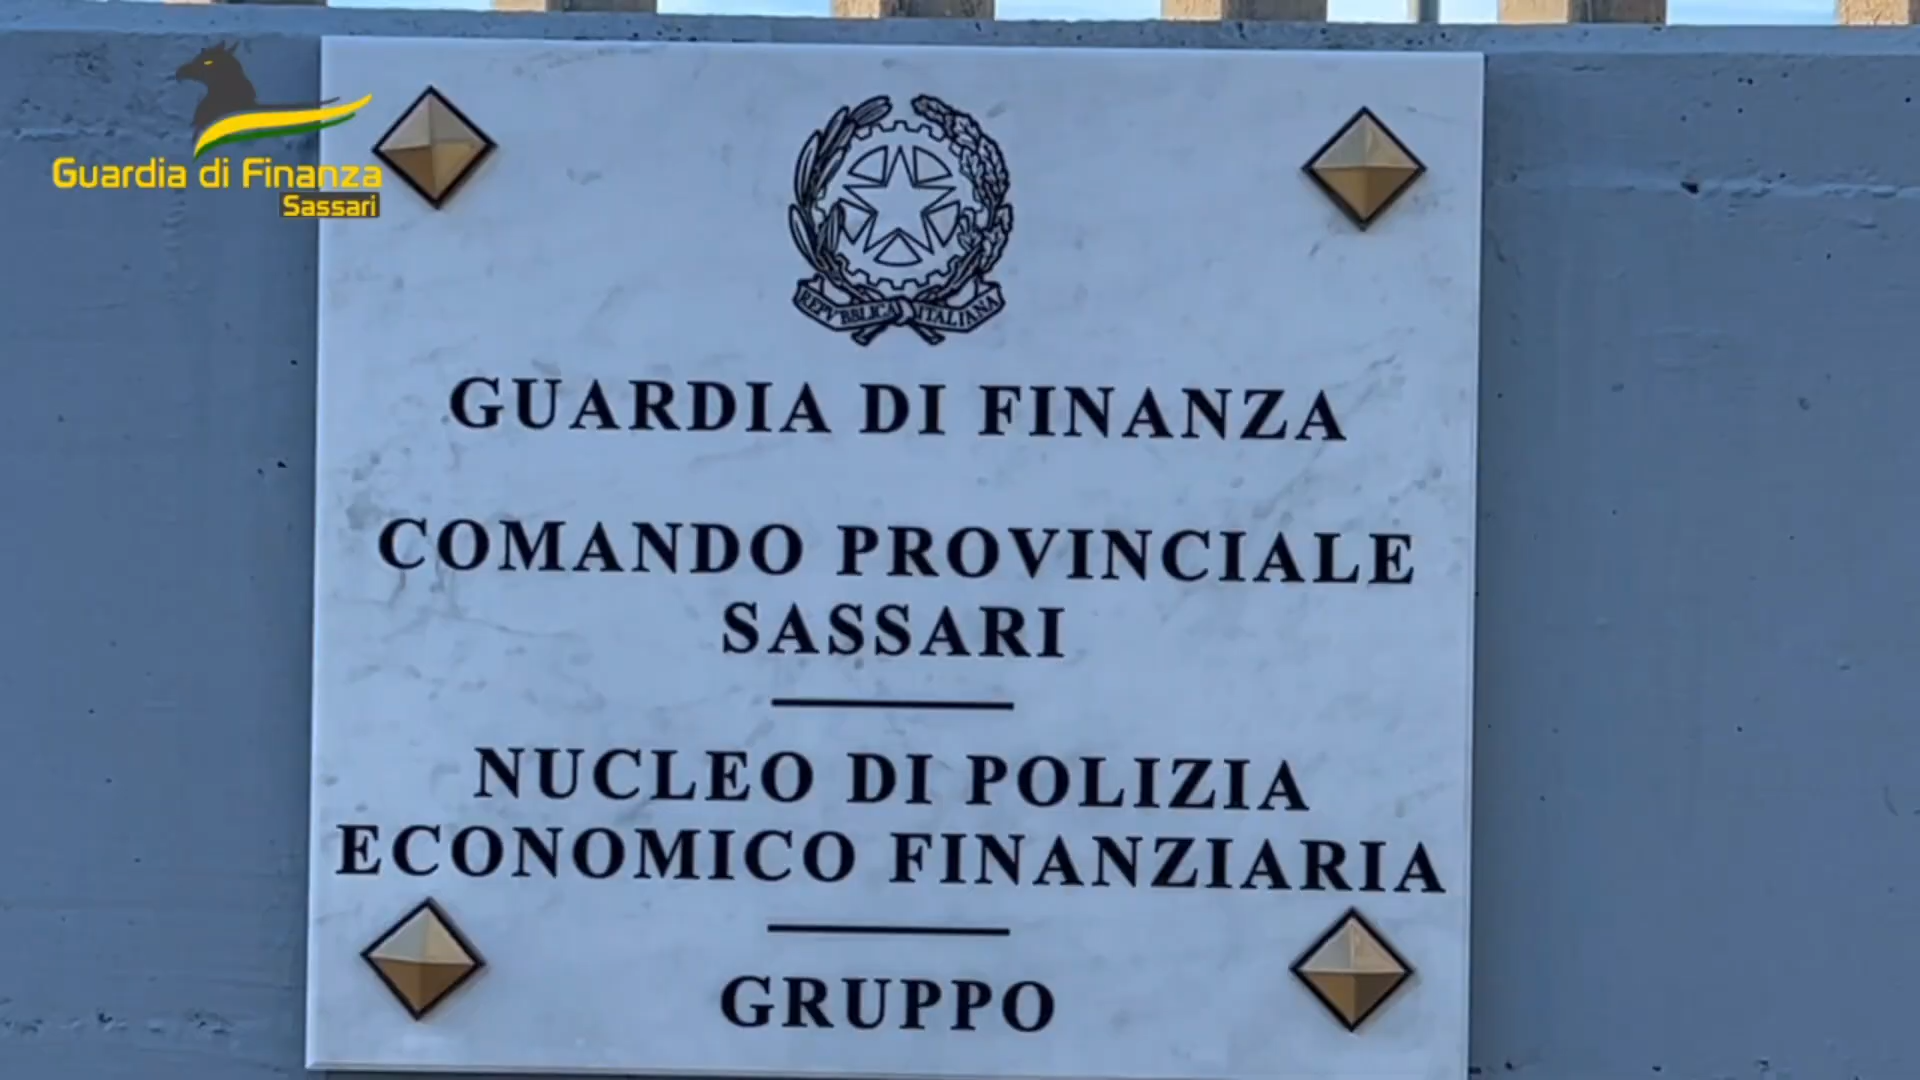 Guardia di Finanza
Sassari
REPVBBLICA ITALIANA
GUARDIA DI FINANZA
COMANDO PROVINCIALE
SASSARI
NUCLEO DI POLIZIA
ECONOMICO FINANZIARIA
GRUPPO